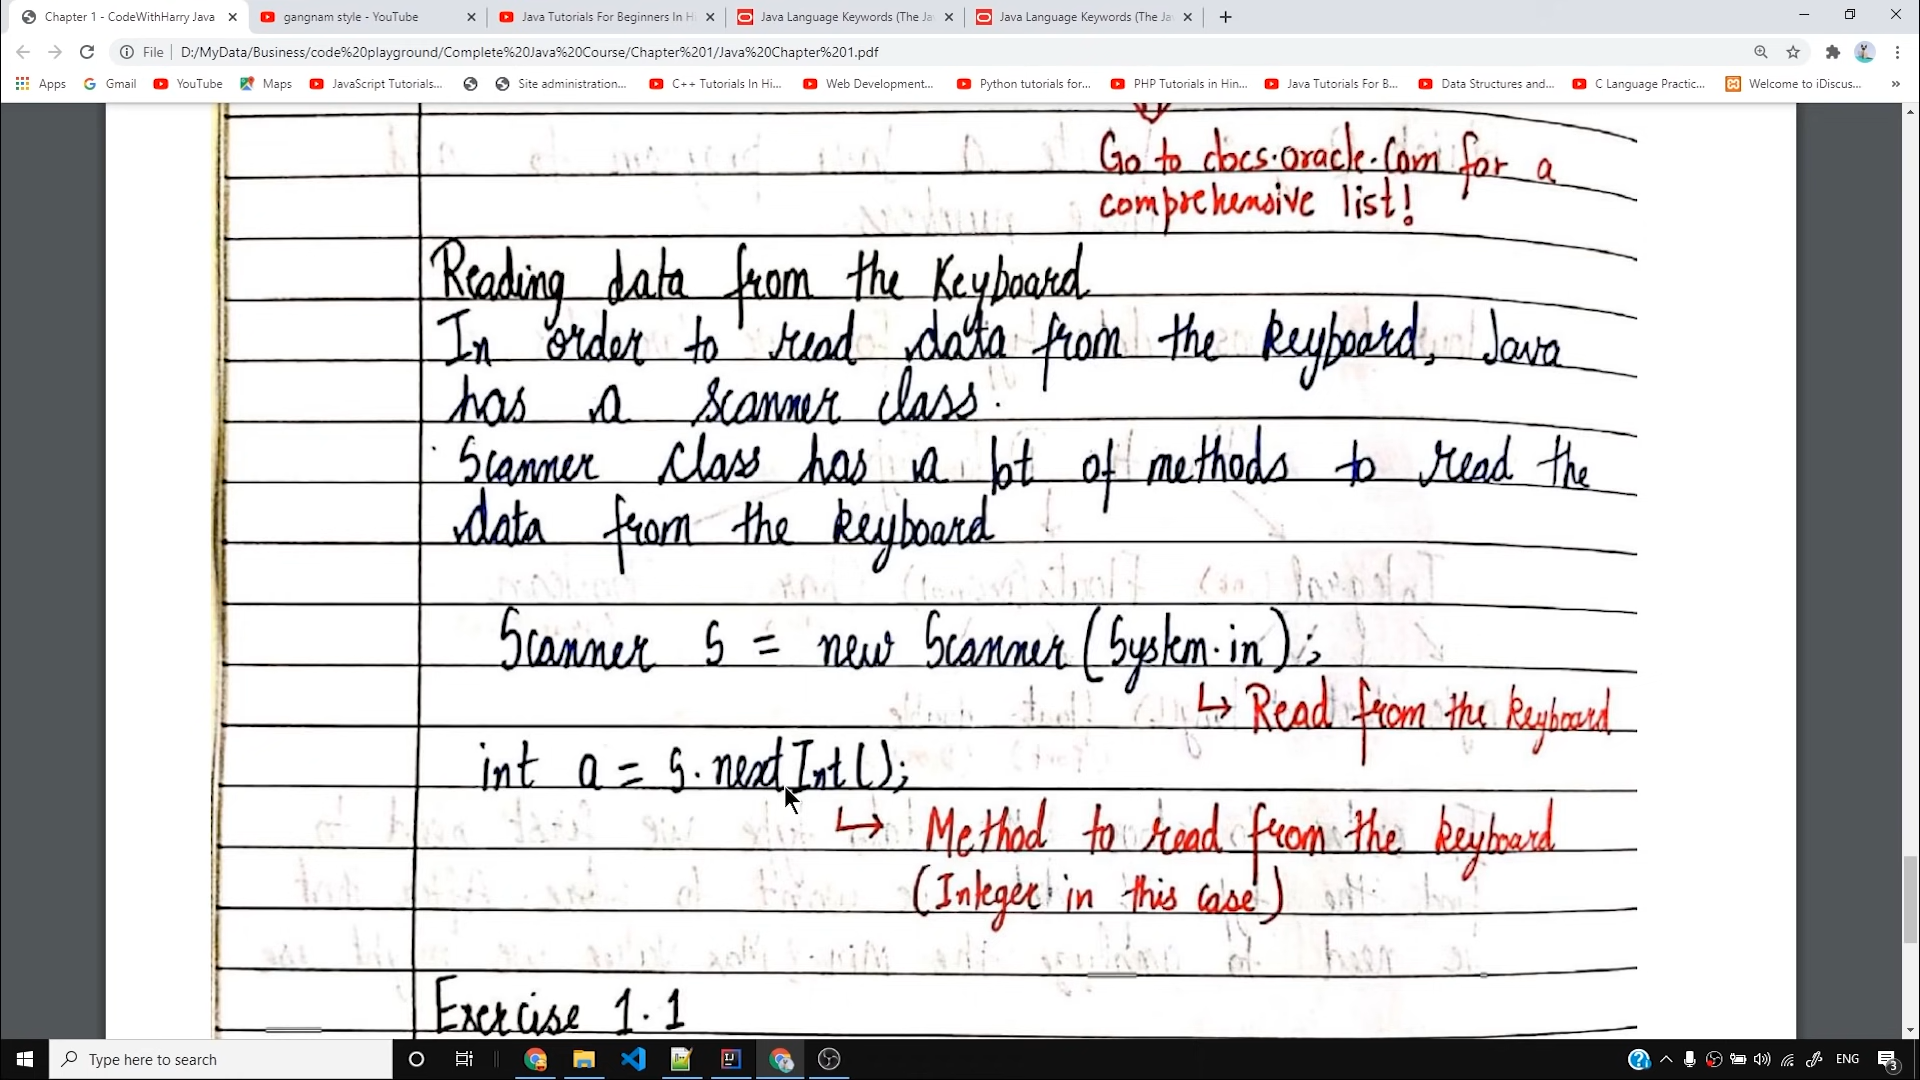 Chapter 1 - CodeWithHarry Java
gangnam style - YouTube
Java Tutorials For Beginners In H
Java Language Keywords (The Ja
Java Language Keywords (The Ja
File D:/MyData/Business/code%20playground/Complete%20Java%20Course/Chapter%201/Java%20Chapter%201.pdf
Apps Gmail YouTube Maps JavaScript Tutorials... Site administration... C++ Tutorials In Hi... Web Development... Python tutorials for... PHP Tutorials in Hin... Java Tutorials For B... Data Structures and... C Language Practic... Welcome to iDiscus... »
Go to docs.oracle.com for a
comprehensive list!
Reading data from the Keyboard
In order to read data from the keyboard, Java
has a scanner class.
Scanner class has a lot of methods to read the
data from the keyboard
Scanner S = new Scanner(System.in);
↳ Read from the keyboard
int a = S.nextInt();
↳ Method to read from the keyboard
(Integer in this case)
Exercise 1.1
Type here to search
ENG
3